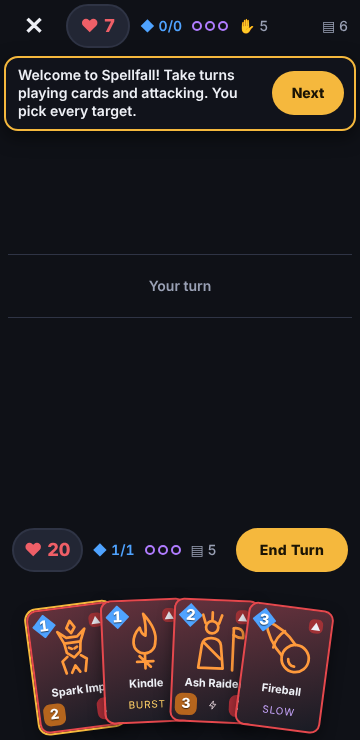 7
0/0
5
6
Welcome to Spellfall! Take turns
playing cards and attacking. You
pick every target.
Next
Your turn
20
1/1
5
End Turn
1
Spark Imp
2
1
Kindle
BURST
2
Ash Raide
3
3
Fireball
SLOW